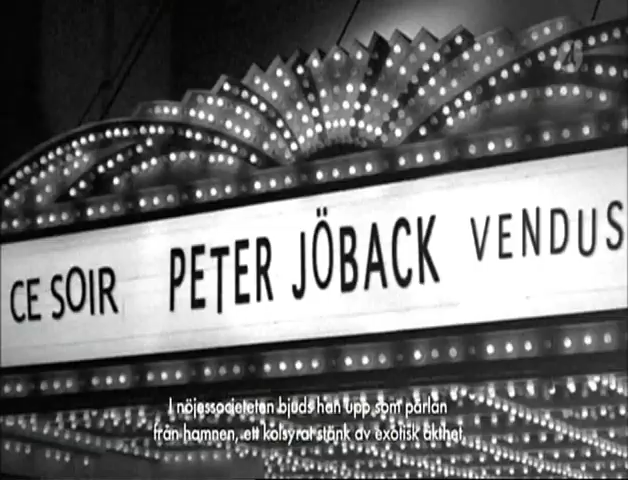 CE SOIR PETER JÖBACK VENDUS
I nöjessocieteten bjuds han upp som pärlan
från hamnen, ett kolsyrat stänk av exotisk äkthet.